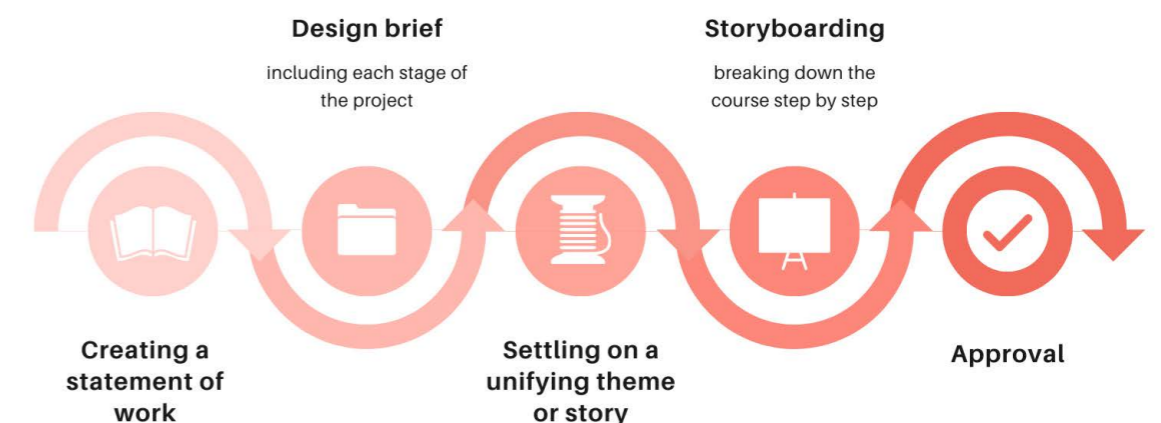 Design brief
including each stage of
the project
Storyboarding
breaking down the
course step by step
Creating a
statement of
work
Settling on a
unifying theme
or story
Approval